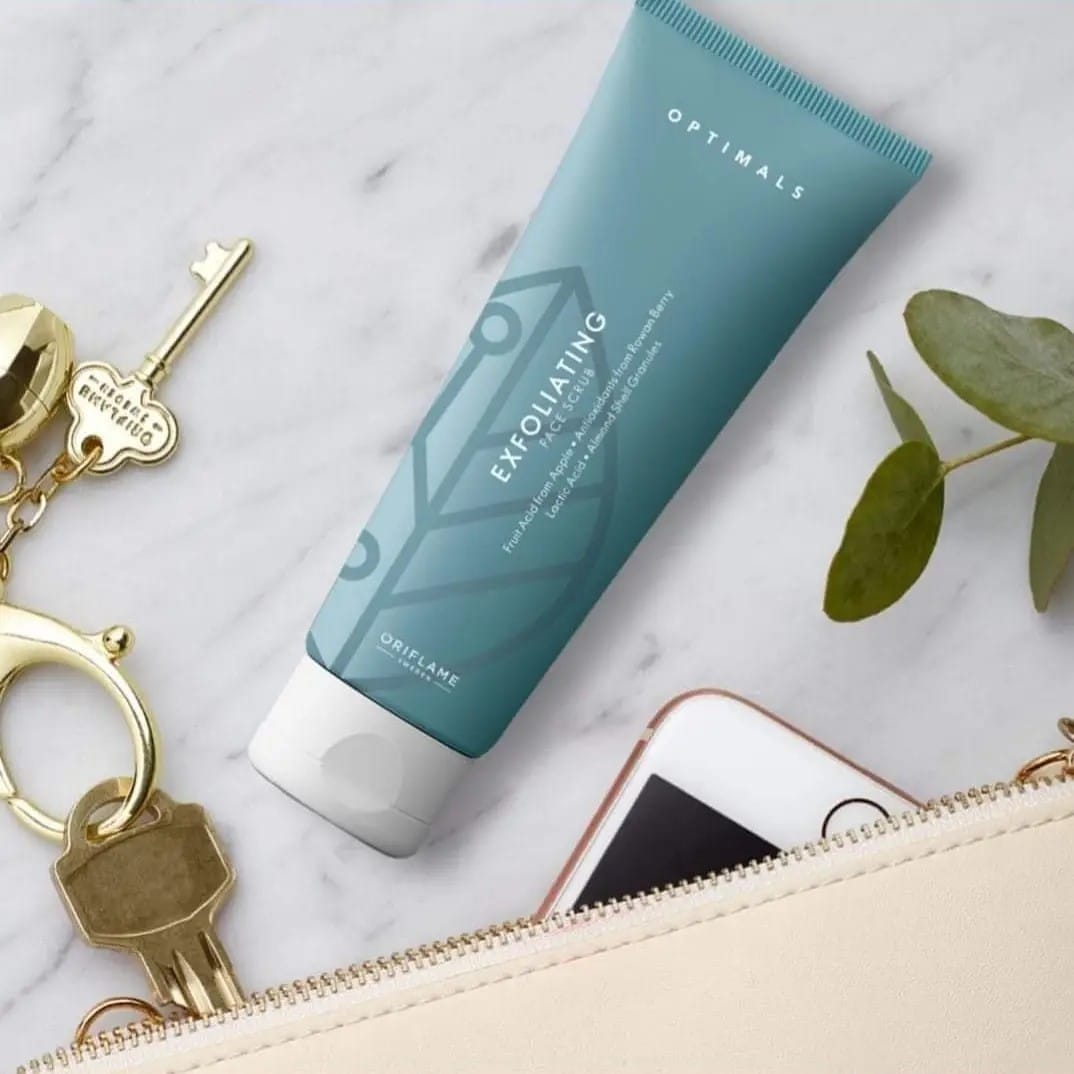 OPTIMALS
EXFOLIATING
FACE SCRUB
Fruit Acid from Apple • Antioxidants from Rowan Berry
Lactic Acid • Almond Shell Granules
ORIFLAME
SWEDEN